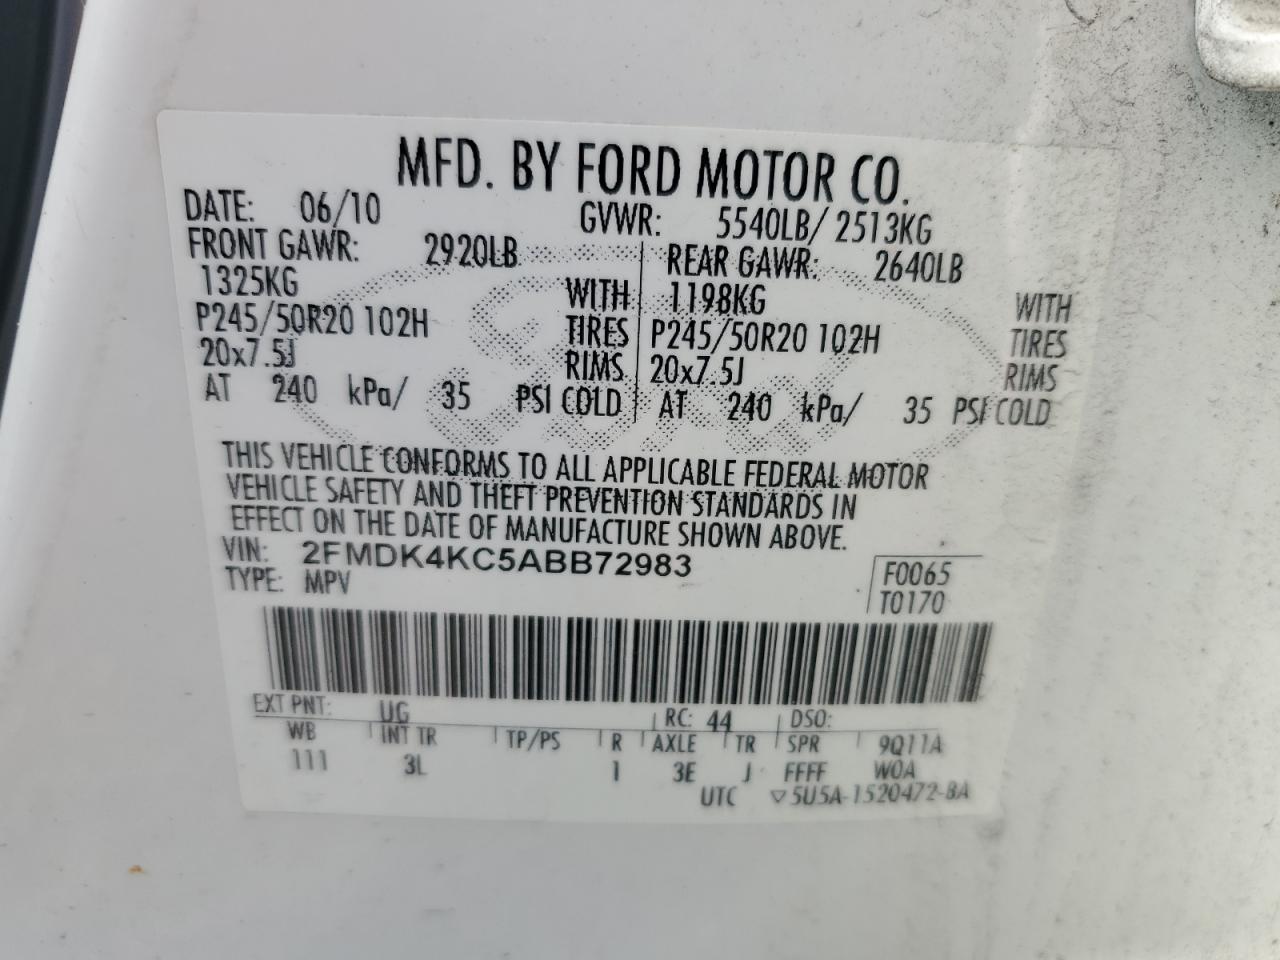 MFD. BY FORD MOTOR CO.
DATE: 06/10 GVWR: 5540LB/ 2513KG
FRONT GAWR: 2920LB REAR GAWR: 2640LB
1325KG WITH 1198KG WITH
P245/50R20 102H TIRES P245/50R20 102H TIRES
20x7.5J RIMS 20x7.5J RIMS
AT 240 kPa/ 35 PSI COLD AT 240 kPa/ 35 PSI COLD
THIS VEHICLE CONFORMS TO ALL APPLICABLE FEDERAL MOTOR
VEHICLE SAFETY AND THEFT PREVENTION STANDARDS IN
EFFECT ON THE DATE OF MANUFACTURE SHOWN ABOVE.
VIN: 2FMDK4KC5ABB72983
TYPE: MPV
F0065
T0170
EXT PNT: UG RC: 44 DSO:
WB INT TR TP/PS R AXLE TR SPR 9Q11A
111 3L 1 3E J FFFF WOA
UTC ▽5U5A-1520472-BA